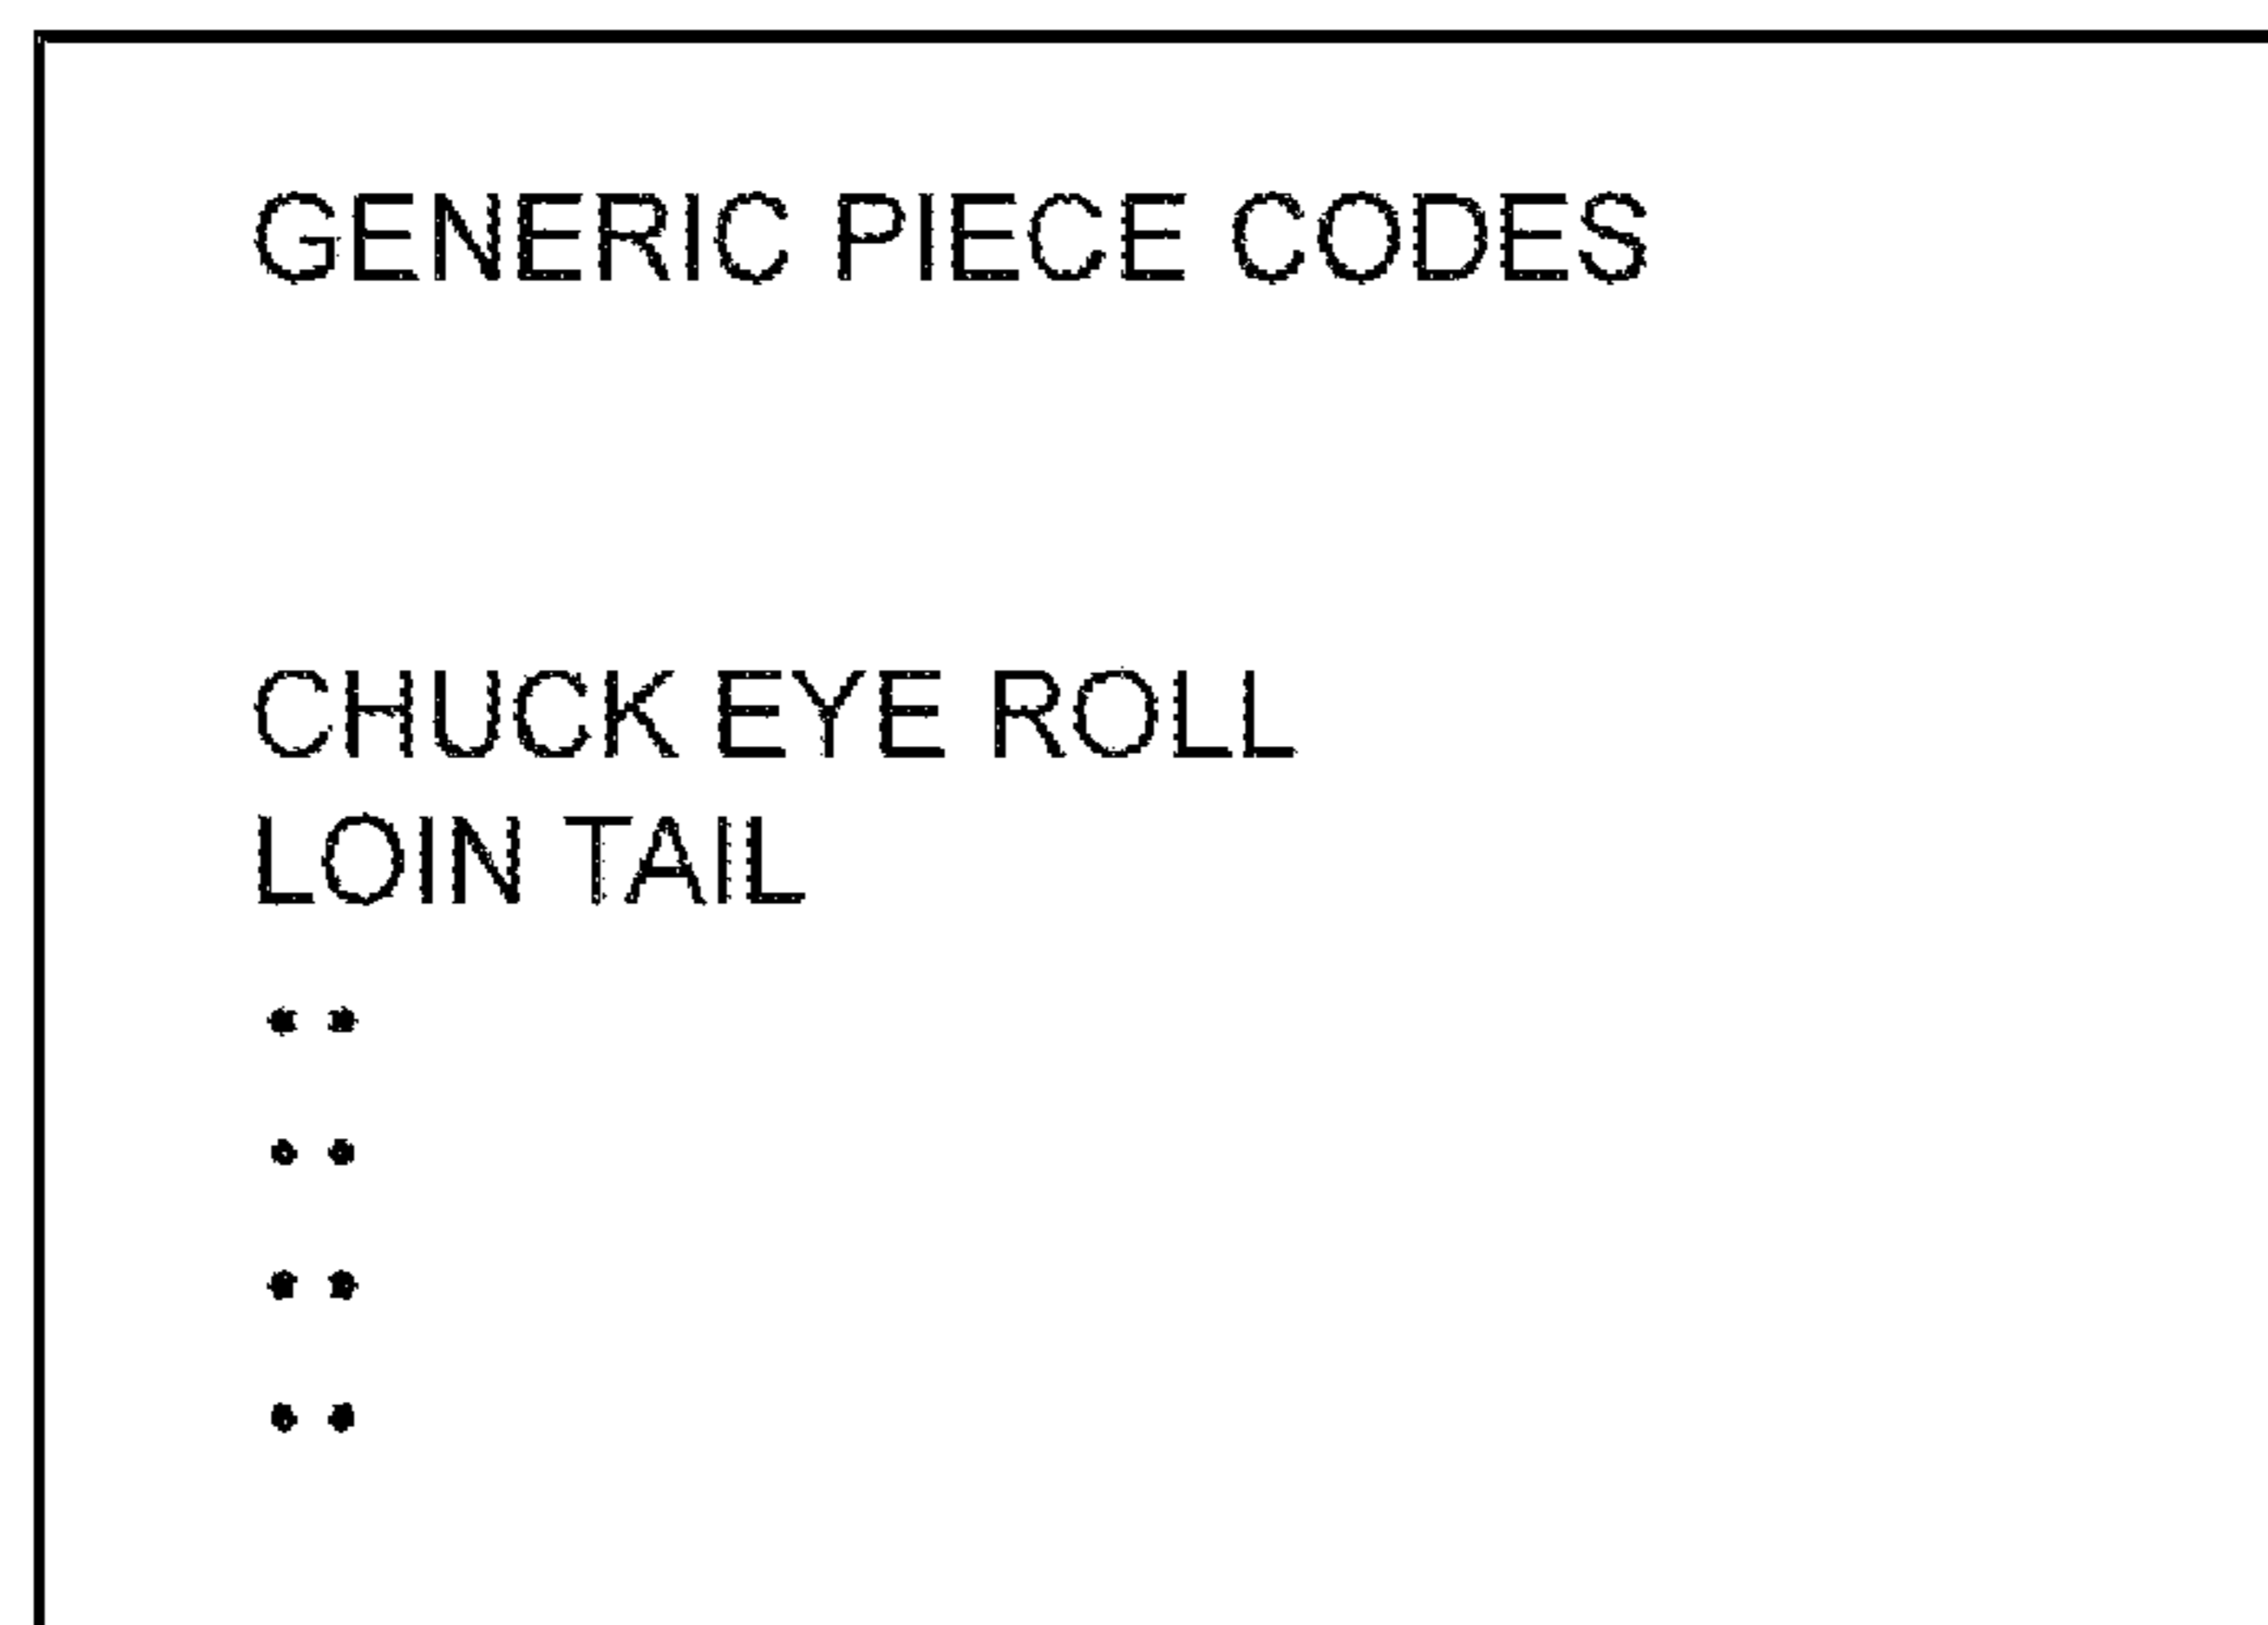 GENERIC PIECE CODES
CHUCK EYE ROLL
LOIN TAIL
• •
• •
• •
• •